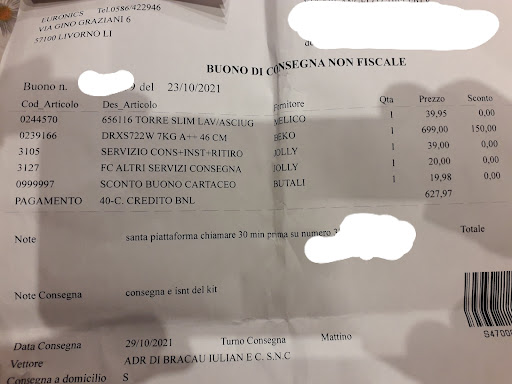 EURONICS Tel.0586/422946
VIA GINO GRAZIANI 6
57100 LIVORNO LI
BUONO DI CONSEGNA NON FISCALE
Buono n. 9 del 23/10/2021
Cod_Articolo Des_Articolo Fornitore Qta Prezzo Sconto
0244570 656116 TORRE SLIM LAV/ASCIUG MELICO 1 39,95 0,00
0239166 DRXS722W 7KG A++ 46 CM BEKO 1 699,00 150,00
3105 SERVIZIO CONS+INST+RITIRO JOLLY 1 39,00 0,00
3127 FC ALTRI SERVIZI CONSEGNA JOLLY 1 20,00 0,00
0999997 SCONTO BUONO CARTACEO BUTALI 1 19,98 0,00
PAGAMENTO 40-C. CREDITO BNL 627,97
Note santa piattaforma chiamare 30 min prima su numero 3 Totale
Note Consegna consegna e isnt del kit
Data Consegna 29/10/2021 Turno Consegna Mattino
Vettore ADR DI BRACAU IULIAN E C. S.N.C
Consegna a domicilio S